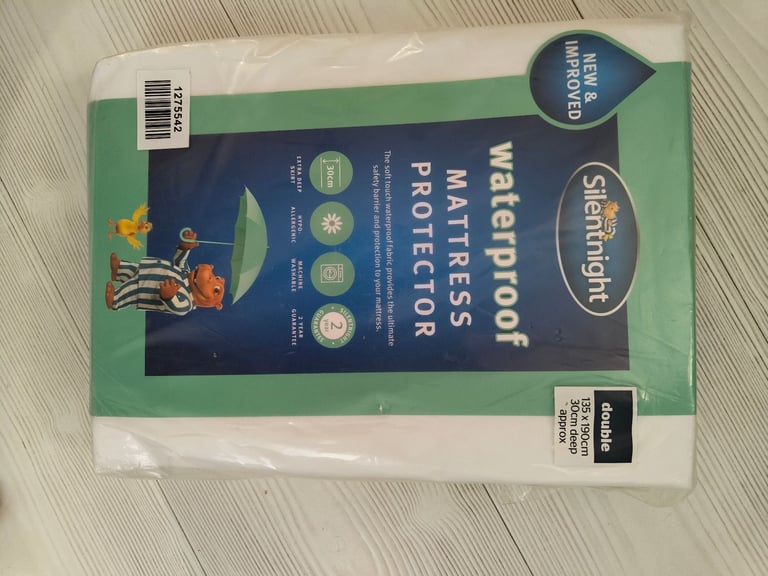 NEW &
IMPROVED
Silentnight
waterproof
MATTRESS
PROTECTOR
The soft touch waterproof fabric provides the ultimate
safety barrier and protection to your mattress.
30cm
EXTRA DEEP
SKIRT
HYPO-
ALLERGENIC
MACHINE
WASHABLE
SILENTNIGHT
2
YEAR
GUARANTEE
2 YEAR
GUARANTEE
1275542
double
135 x 190cm
30cm deep
approx